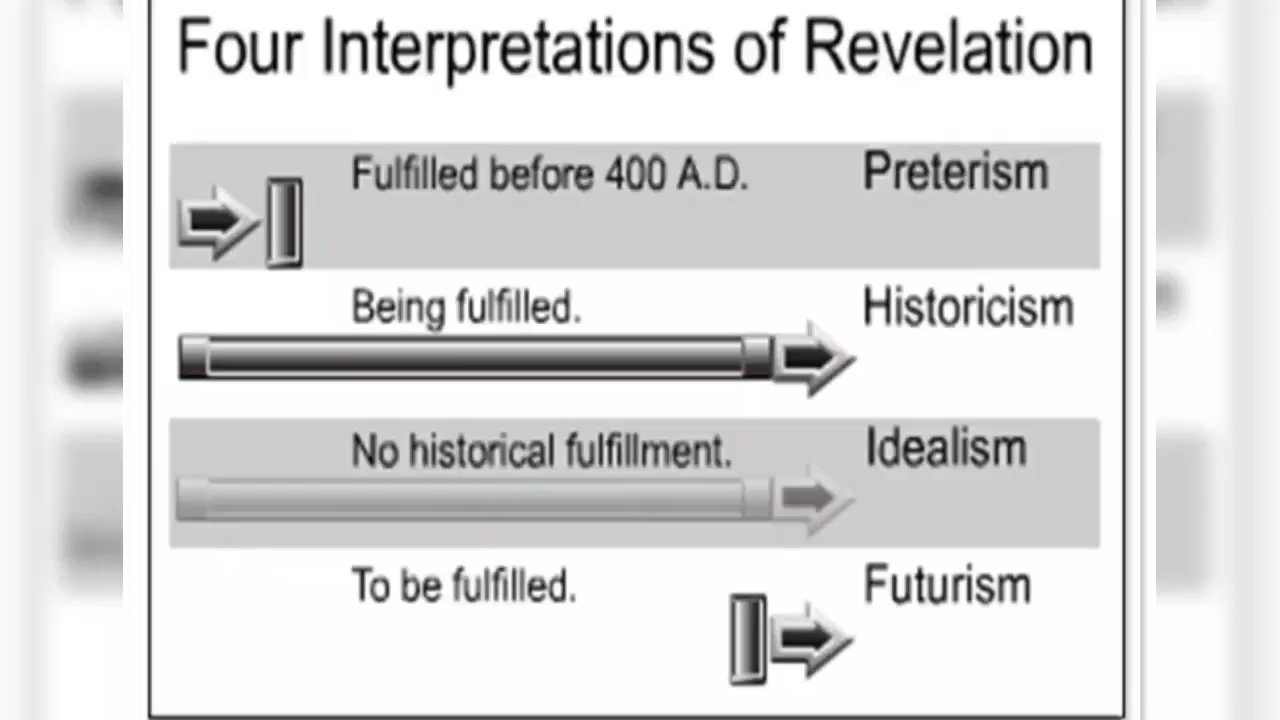 Four Interpretations of Revelation
Fulfilled before 400 A.D. Preterism
Being fulfilled. Historicism
No historical fulfillment. Idealism
To be fulfilled. Futurism